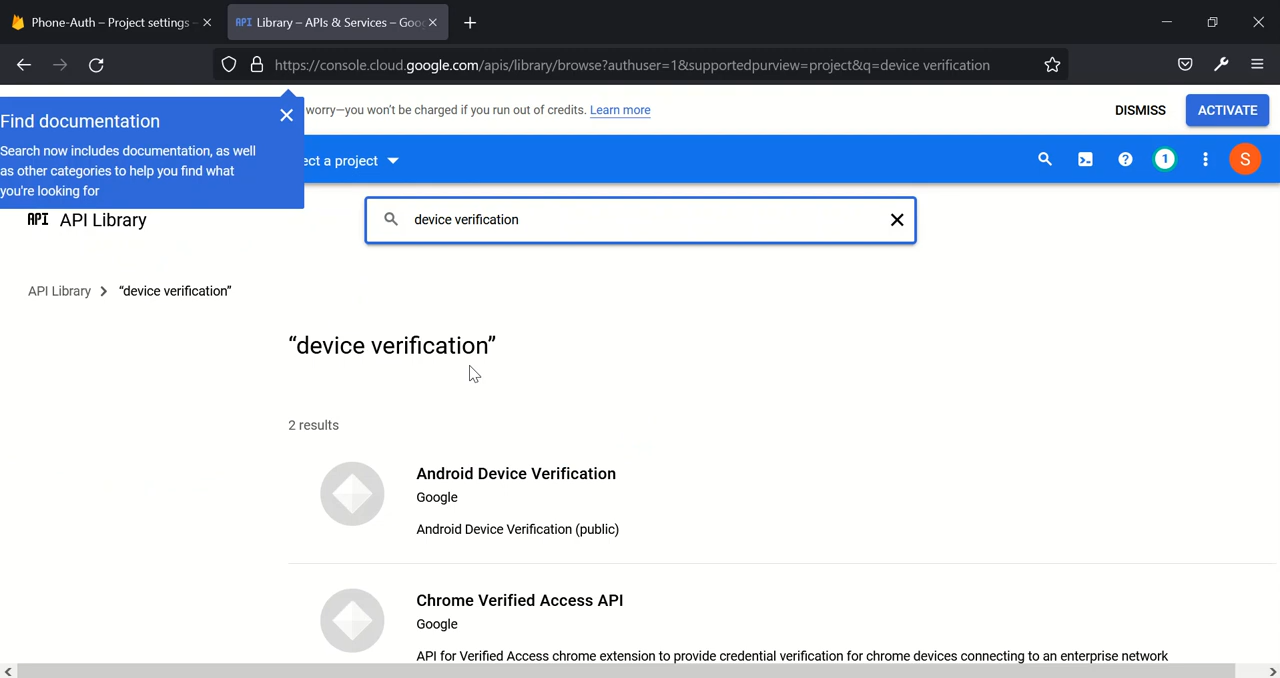 Phone-Auth – Project settings -
API Library – APIs & Services – Goog
https://console.cloud.google.com/apis/library/browse?authuser=1&supportedpurview=project&q=device verification
Find documentation
Search now includes documentation, as well
as other categories to help you find what
you're looking for
worry—you won't be charged if you run out of credits. Learn more
DISMISS
ACTIVATE
ect a project
1
S
API API Library
device verification
API Library > “device verification”
“device verification”
2 results
Android Device Verification
Google
Android Device Verification (public)
Chrome Verified Access API
Google
API for Verified Access chrome extension to provide credential verification for chrome devices connecting to an enterprise network